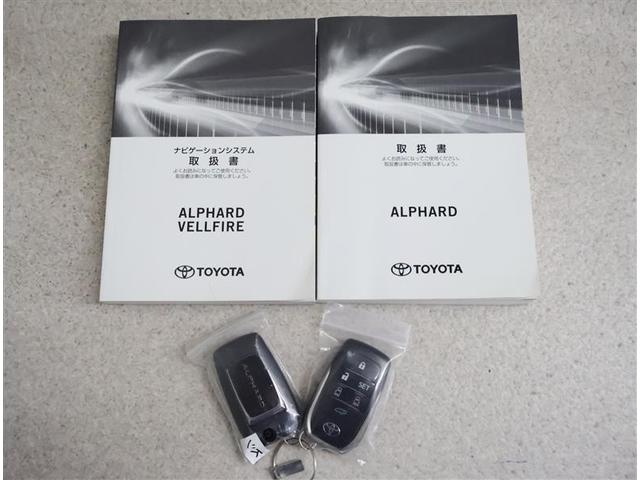 ナビゲーションシステム
取扱書
よくお読みになってご使用ください。
取扱書は車の中に保管しましょう。
ALPHARD
VELLFIRE
TOYOTA
取扱書
よくお読みになってご使用ください。
取扱書は車の中に保管しましょう。
ALPHARD
TOYOTA
ALPHARD
SET